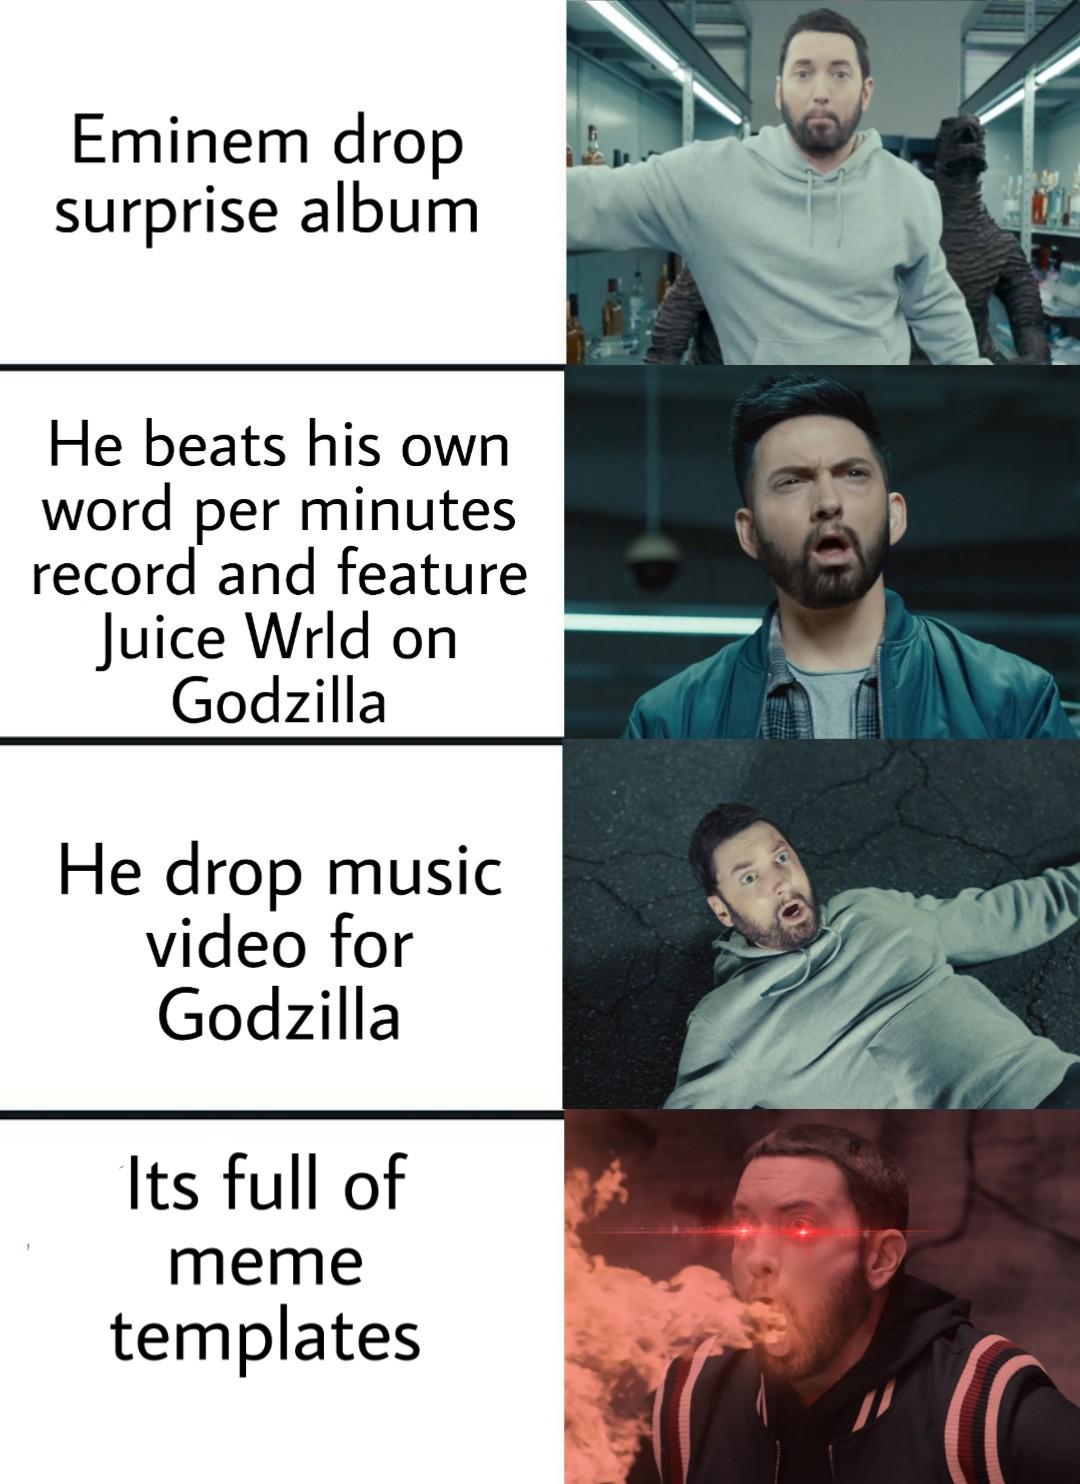 Eminem drop
surprise album
He beats his own
word per minutes
record and feature
Juice Wrld on
Godzilla
He drop music
video for
Godzilla
Its full of
meme
templates